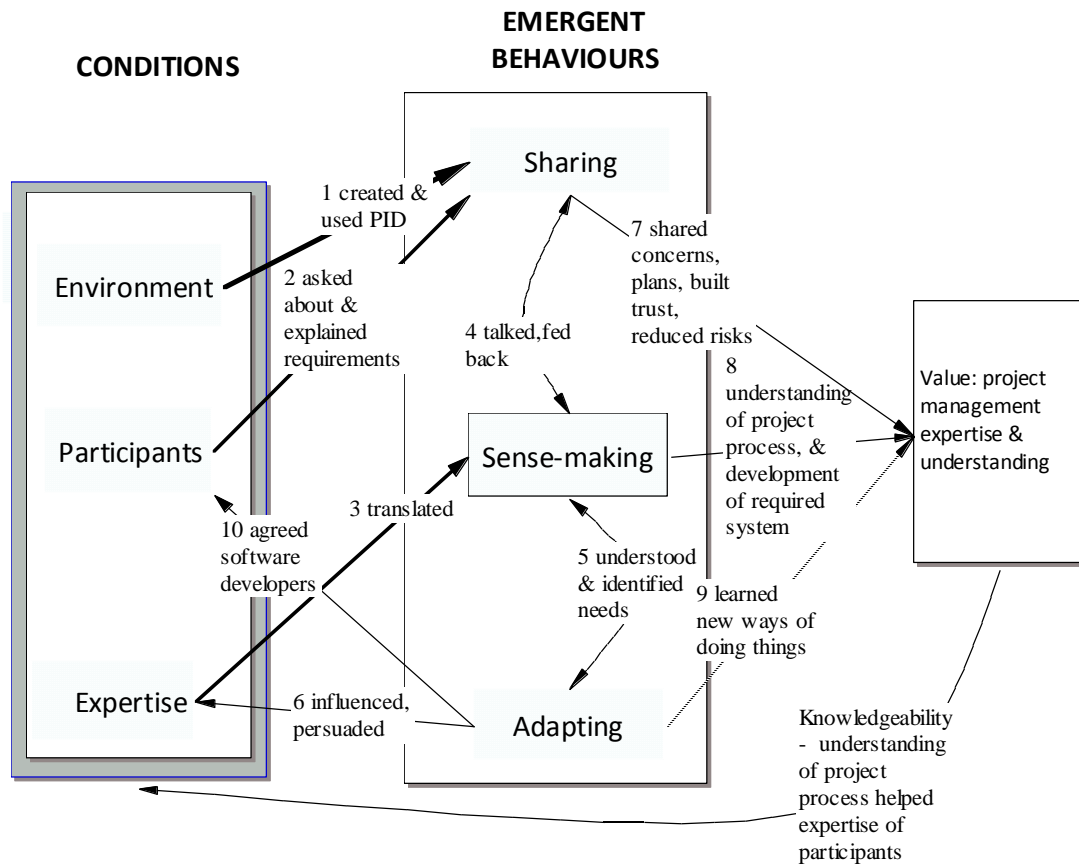 EMERGENT
BEHAVIOURS
CONDITIONS
Sharing
1 created &
used PID
7 shared
concerns,
plans, built
trust,
reduced risks
Environment
2 asked
about &
explained
requirements
4 talked,fed
back
8
understanding
of project
process, &
development
of required
system
Value: project
management
expertise &
understanding
Participants
Sense-making
3 translated
10 agreed
software
developers
5 understood
& identified
needs
9 learned
new ways of
doing things
Expertise
6 influenced,
persuaded
Adapting
Knowledgeability
- understanding
of project
process helped
expertise of
participants